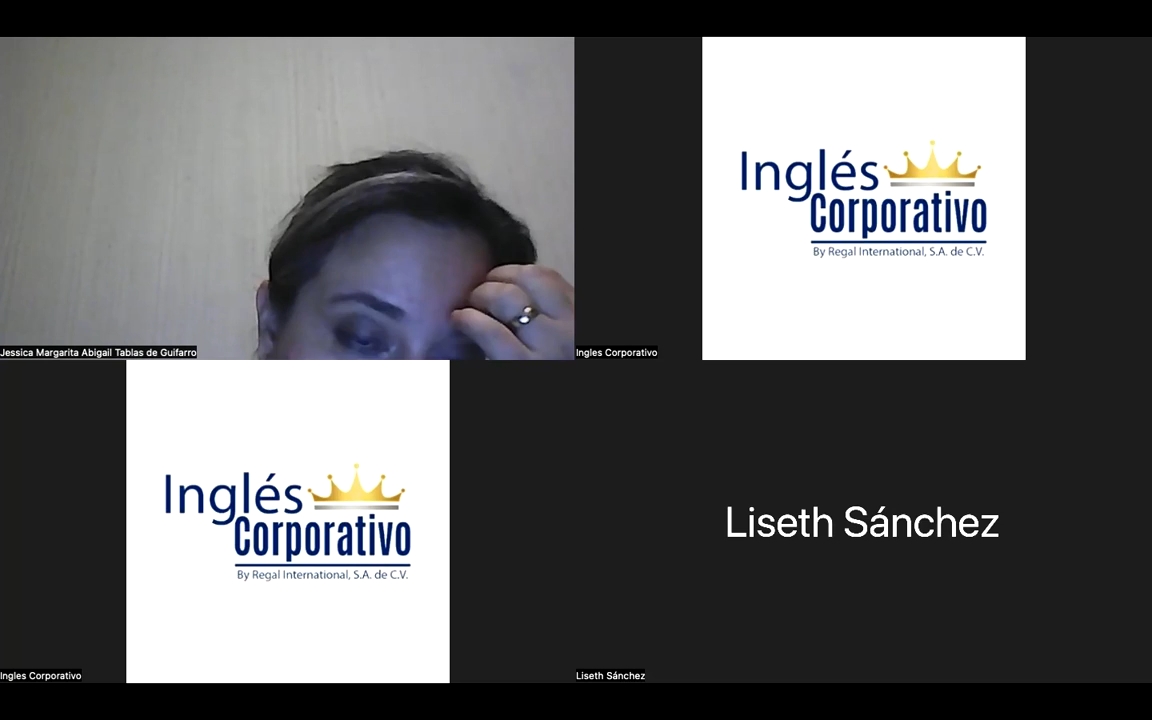 Jessica Margarita Abigail Tablas de Guifarro
Inglés
Corporativo
By Regal International, S.A. de C.V.
Ingles Corporativo
Inglés
Corporativo
By Regal International, S.A. de C.V.
Ingles Corporativo
Liseth Sánchez
Liseth Sánchez